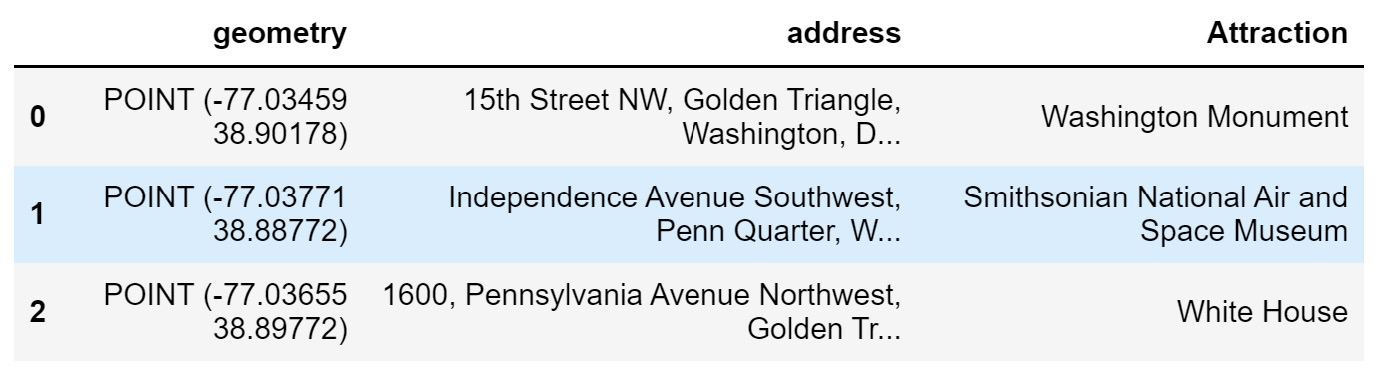 geometry address Attraction
0 POINT (-77.03459 38.90178) 15th Street NW, Golden Triangle, Washington, D... Washington Monument
1 POINT (-77.03771 38.88772) Independence Avenue Southwest, Penn Quarter, W... Smithsonian National Air and Space Museum
2 POINT (-77.03655 38.89772) 1600, Pennsylvania Avenue Northwest, Golden Tr... White House